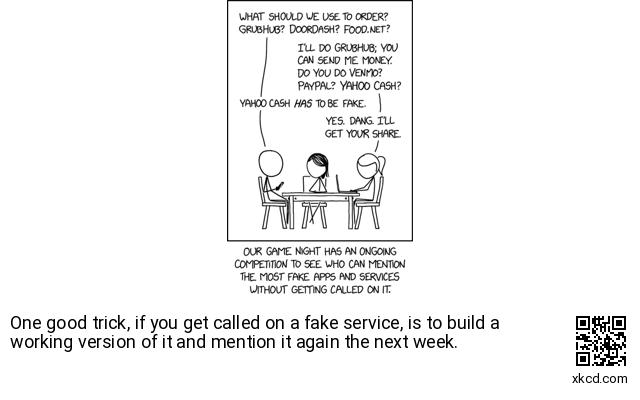 WHAT SHOULD WE USE TO ORDER?
GRUBHUB? DOORDASH? FOOD.NET?
I'LL DO GRUBHUB; YOU
CAN SEND ME MONEY.
DO YOU DO VENMO?
PAYPAL? YAHOO CASH?
YAHOO CASH HAS TO BE FAKE.
YES. DANG. I'LL
GET YOUR SHARE.
OUR GAME NIGHT HAS AN ONGOING
COMPETITION TO SEE WHO CAN MENTION
THE MOST FAKE APPS AND SERVICES
WITHOUT GETTING CALLED ON IT.
One good trick, if you get called on a fake service, is to build a
working version of it and mention it again the next week.
xkcd.com